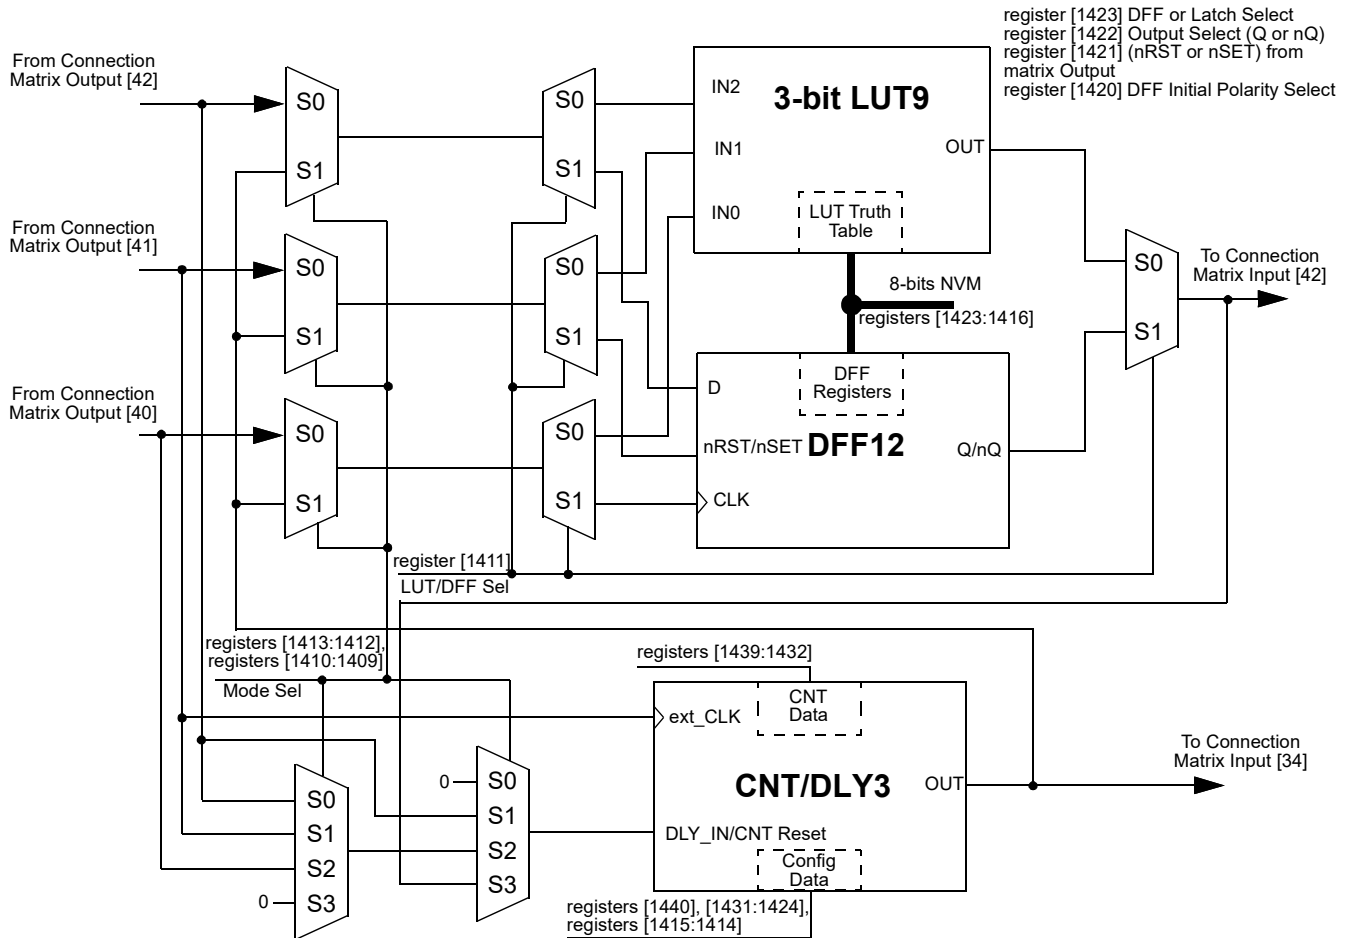 register [1423] DFF or Latch Select
register [1422] Output Select (Q or nQ)
register [1421] (nRST or nSET) from
matrix Output
register [1420] DFF Initial Polarity Select
From Connection
Matrix Output [42]
S0
S1
S0
S1
IN2
3-bit LUT9
IN1
OUT
IN0
LUT Truth
Table
From Connection
Matrix Output [41]
S0
S1
S0
S1
8-bits NVM
registers [1423:1416]
S0
S1
To Connection
Matrix Input [42]
DFF
Registers
D
nRST/nSET
DFF12
Q/nQ
CLK
From Connection
Matrix Output [40]
S0
S1
S0
S1
register [1411]
LUT/DFF Sel
registers [1413:1412],
registers [1410:1409]
Mode Sel
registers [1439:1432]
CNT
Data
ext_CLK
CNT/DLY3
OUT
To Connection
Matrix Input [34]
DLY_IN/CNT Reset
Config
Data
0
S0
S1
S2
S3
S0
S1
S2
0
S3
registers [1440], [1431:1424],
registers [1415:1414]